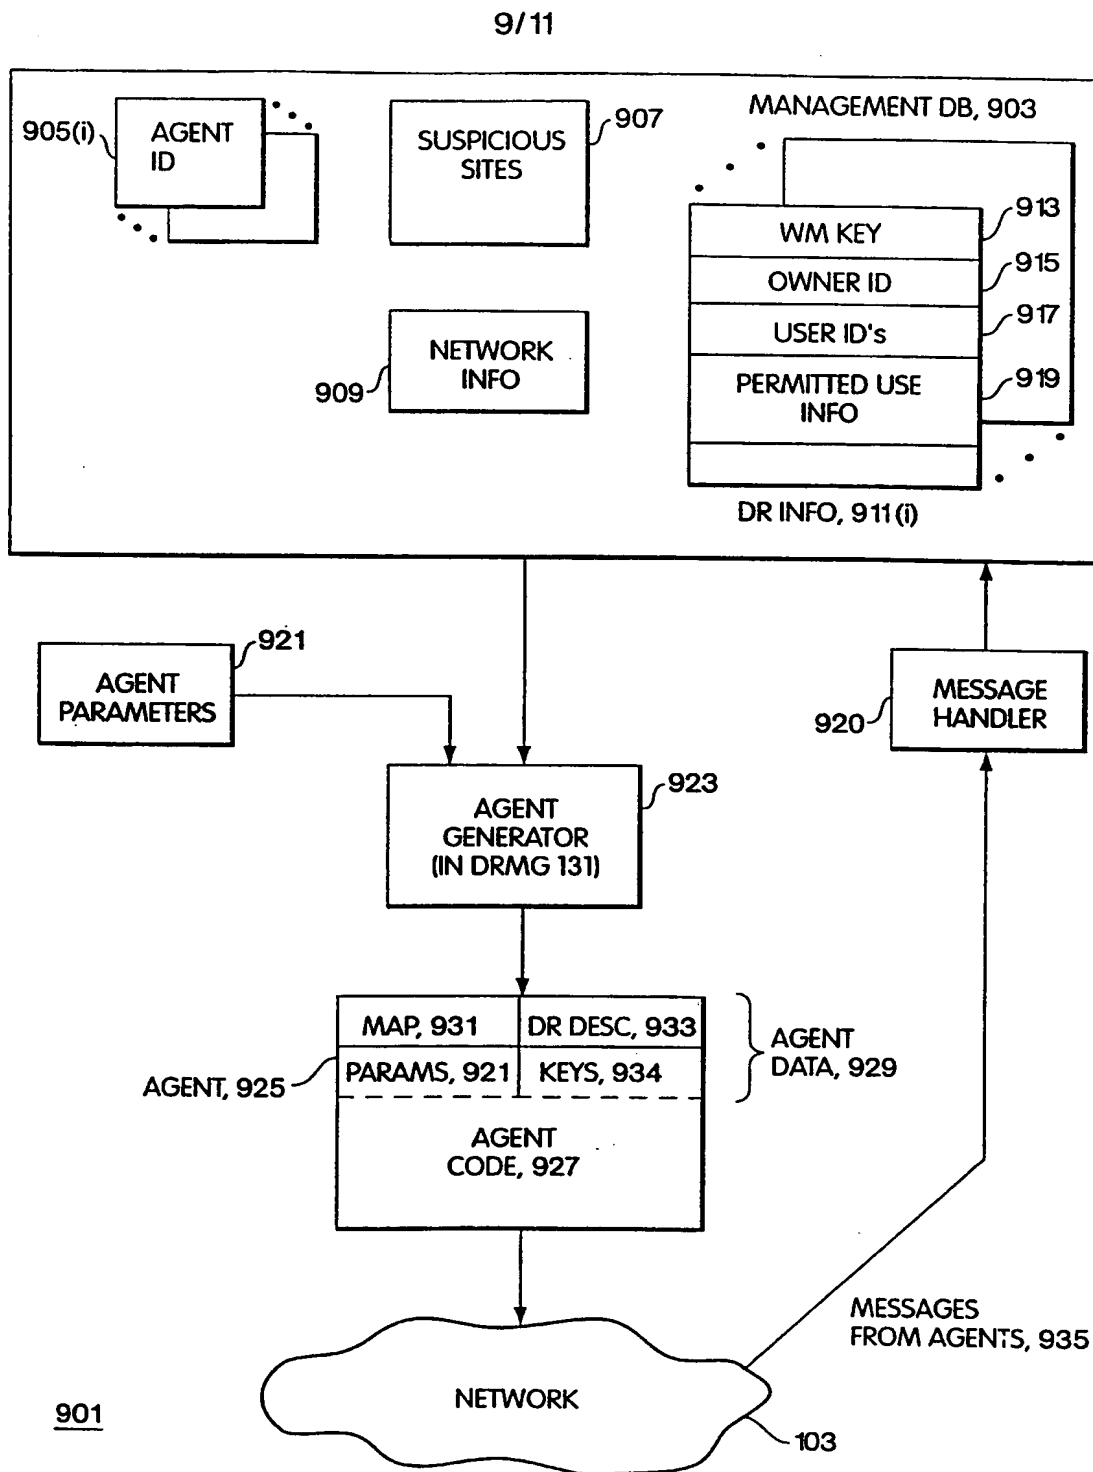 9/11
905(i)
AGENT
ID
SUSPICIOUS
SITES
907
MANAGEMENT DB, 903
WM KEY
913
OWNER ID
915
USER ID's
917
PERMITTED USE
INFO
919
NETWORK
INFO
909
DR INFO, 911(i)
921
AGENT
PARAMETERS
MESSAGE
HANDLER
920
923
AGENT
GENERATOR
(IN DRMG 131)
MAP, 931
DR DESC, 933
PARAMS, 921
KEYS, 934
AGENT
DATA, 929
AGENT, 925
AGENT
CODE, 927
MESSAGES
FROM AGENTS, 935
NETWORK
103
901